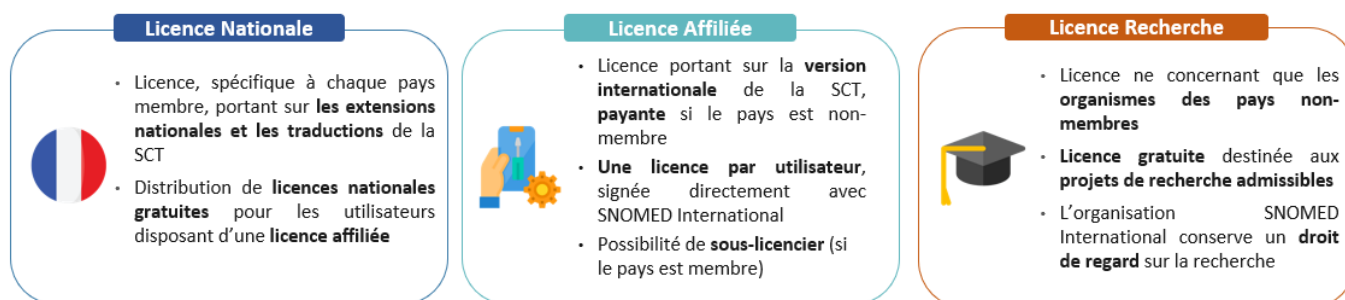 Licence Nationale
• Licence, spécifique à chaque pays
membre, portant sur les extensions
nationales et les traductions de la
SCT
• Distribution de licences nationales
gratuites pour les utilisateurs
disposant d'une licence affiliée
Licence Affiliée
• Licence portant sur la version
internationale de la SCT,
payante si le pays est non-
membre
• Une licence par utilisateur,
signée directement avec
SNOMED International
• Possibilité de sous-licencier (si
le pays est membre)
Licence Recherche
• Licence ne concernant que les
organismes des pays non-
membres
• Licence gratuite destinée aux
projets de recherche admissibles
• L'organisation SNOMED
International conserve un droit
de regard sur la recherche